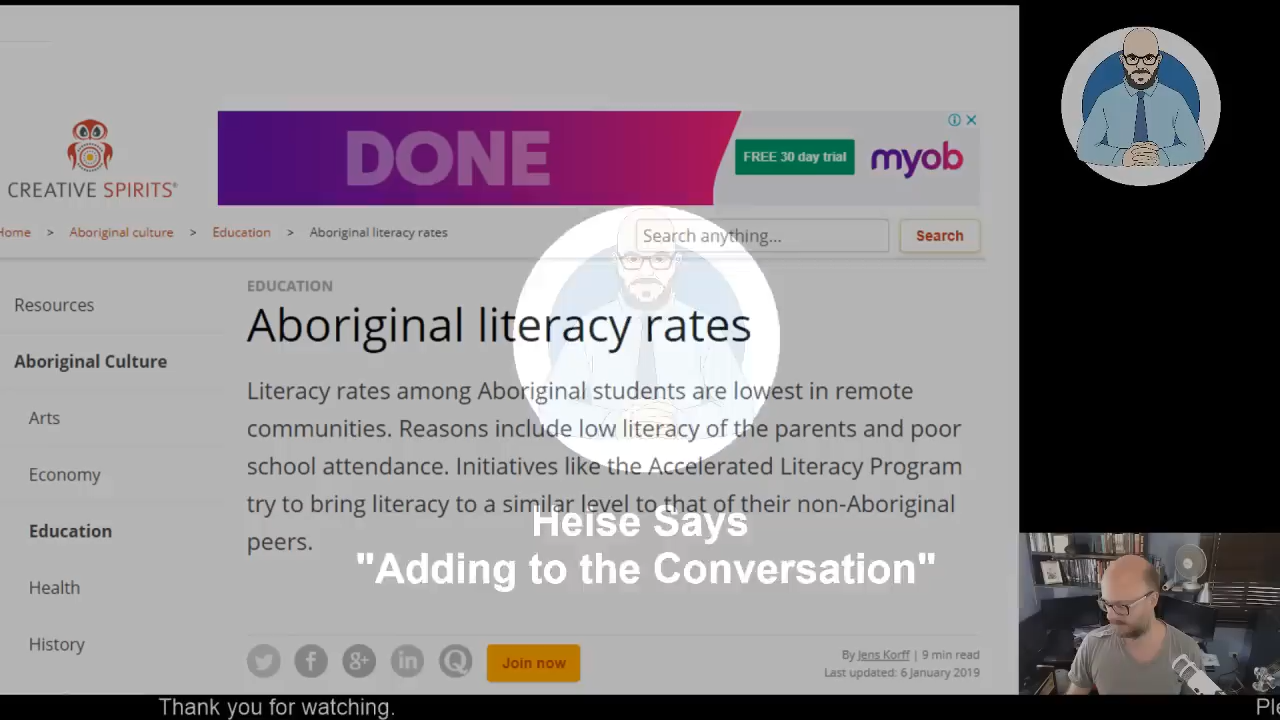 DONE
FREE 30 day trial
myob
CREATIVE SPIRITS®
Home > Aboriginal culture > Education > Aboriginal literacy rates
Search anything...
Search
Resources
Aboriginal Culture
Arts
Economy
Education
Health
History
EDUCATION
Aboriginal literacy rates
Literacy rates among Aboriginal students are lowest in remote
communities. Reasons include low literacy of the parents and poor
school attendance. Initiatives like the Accelerated Literacy Program
try to bring literacy to a similar level to that of their non-Aboriginal
peers.
Heise Says
"Adding to the Conversation"
Join now
By Jens Korff | 9 min read
Last updated: 6 January 2019
Thank you for watching.
Ple